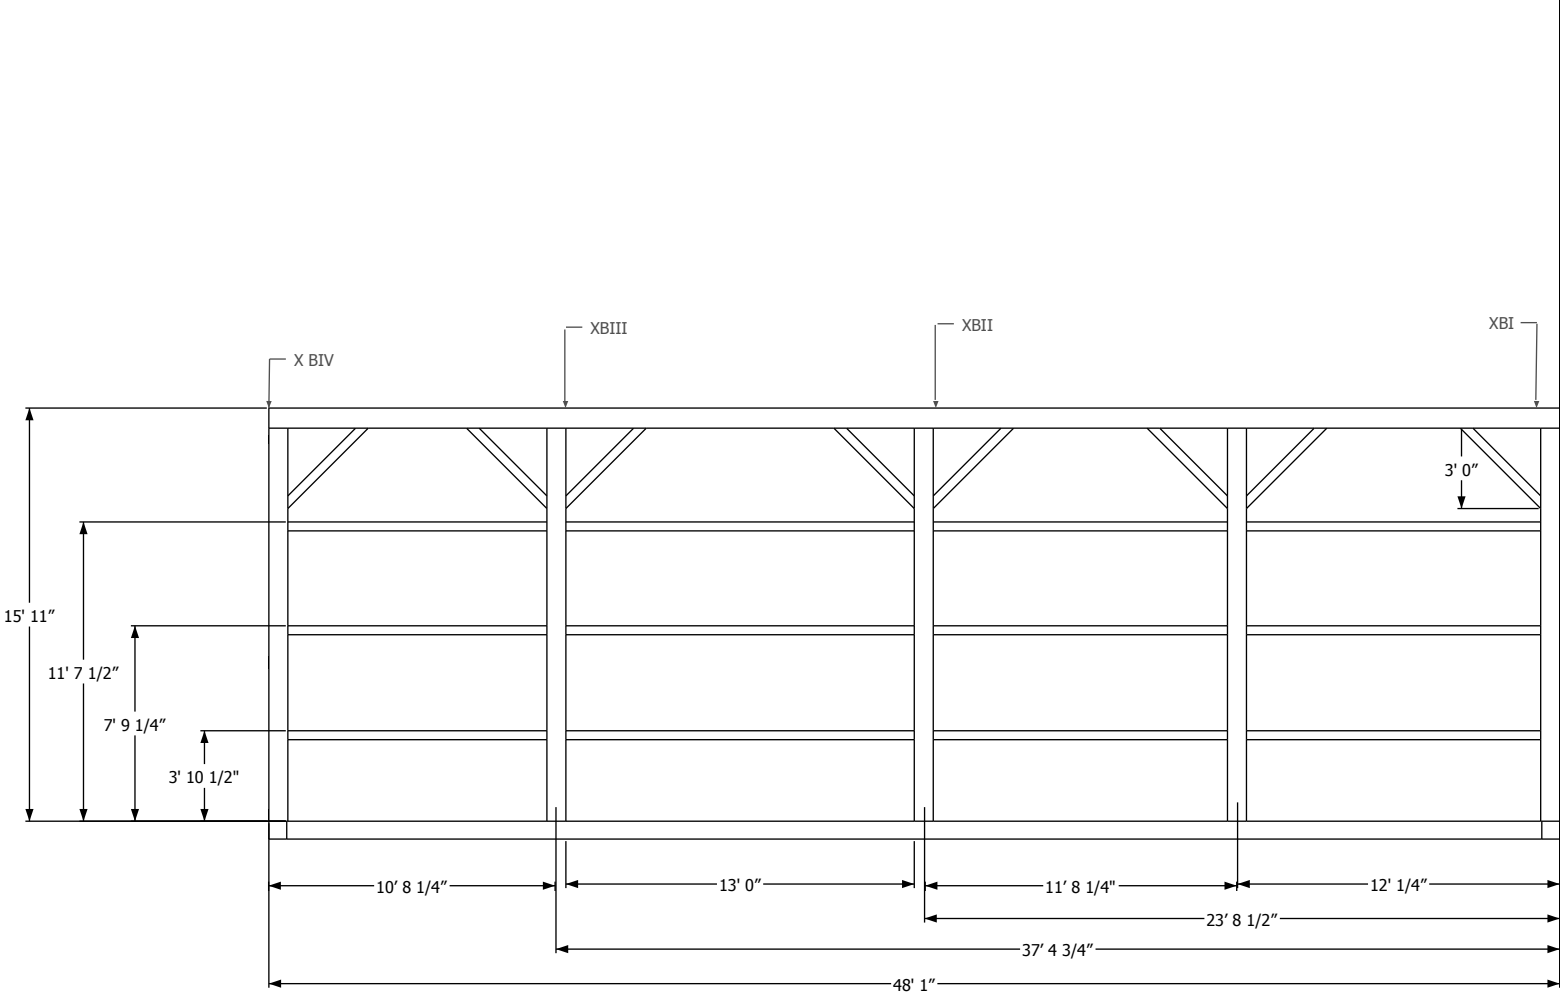 XBIII
XBII
XBI
X BIV
3' 0”
15' 11”
11' 7 1/2”
7' 9 1/4”
3' 10 1/2"
10’ 8 1/4”
13' 0”
11’ 8 1/4"
12' 1/4”
23’ 8 1/2”
37’ 4 3/4”
48' 1”